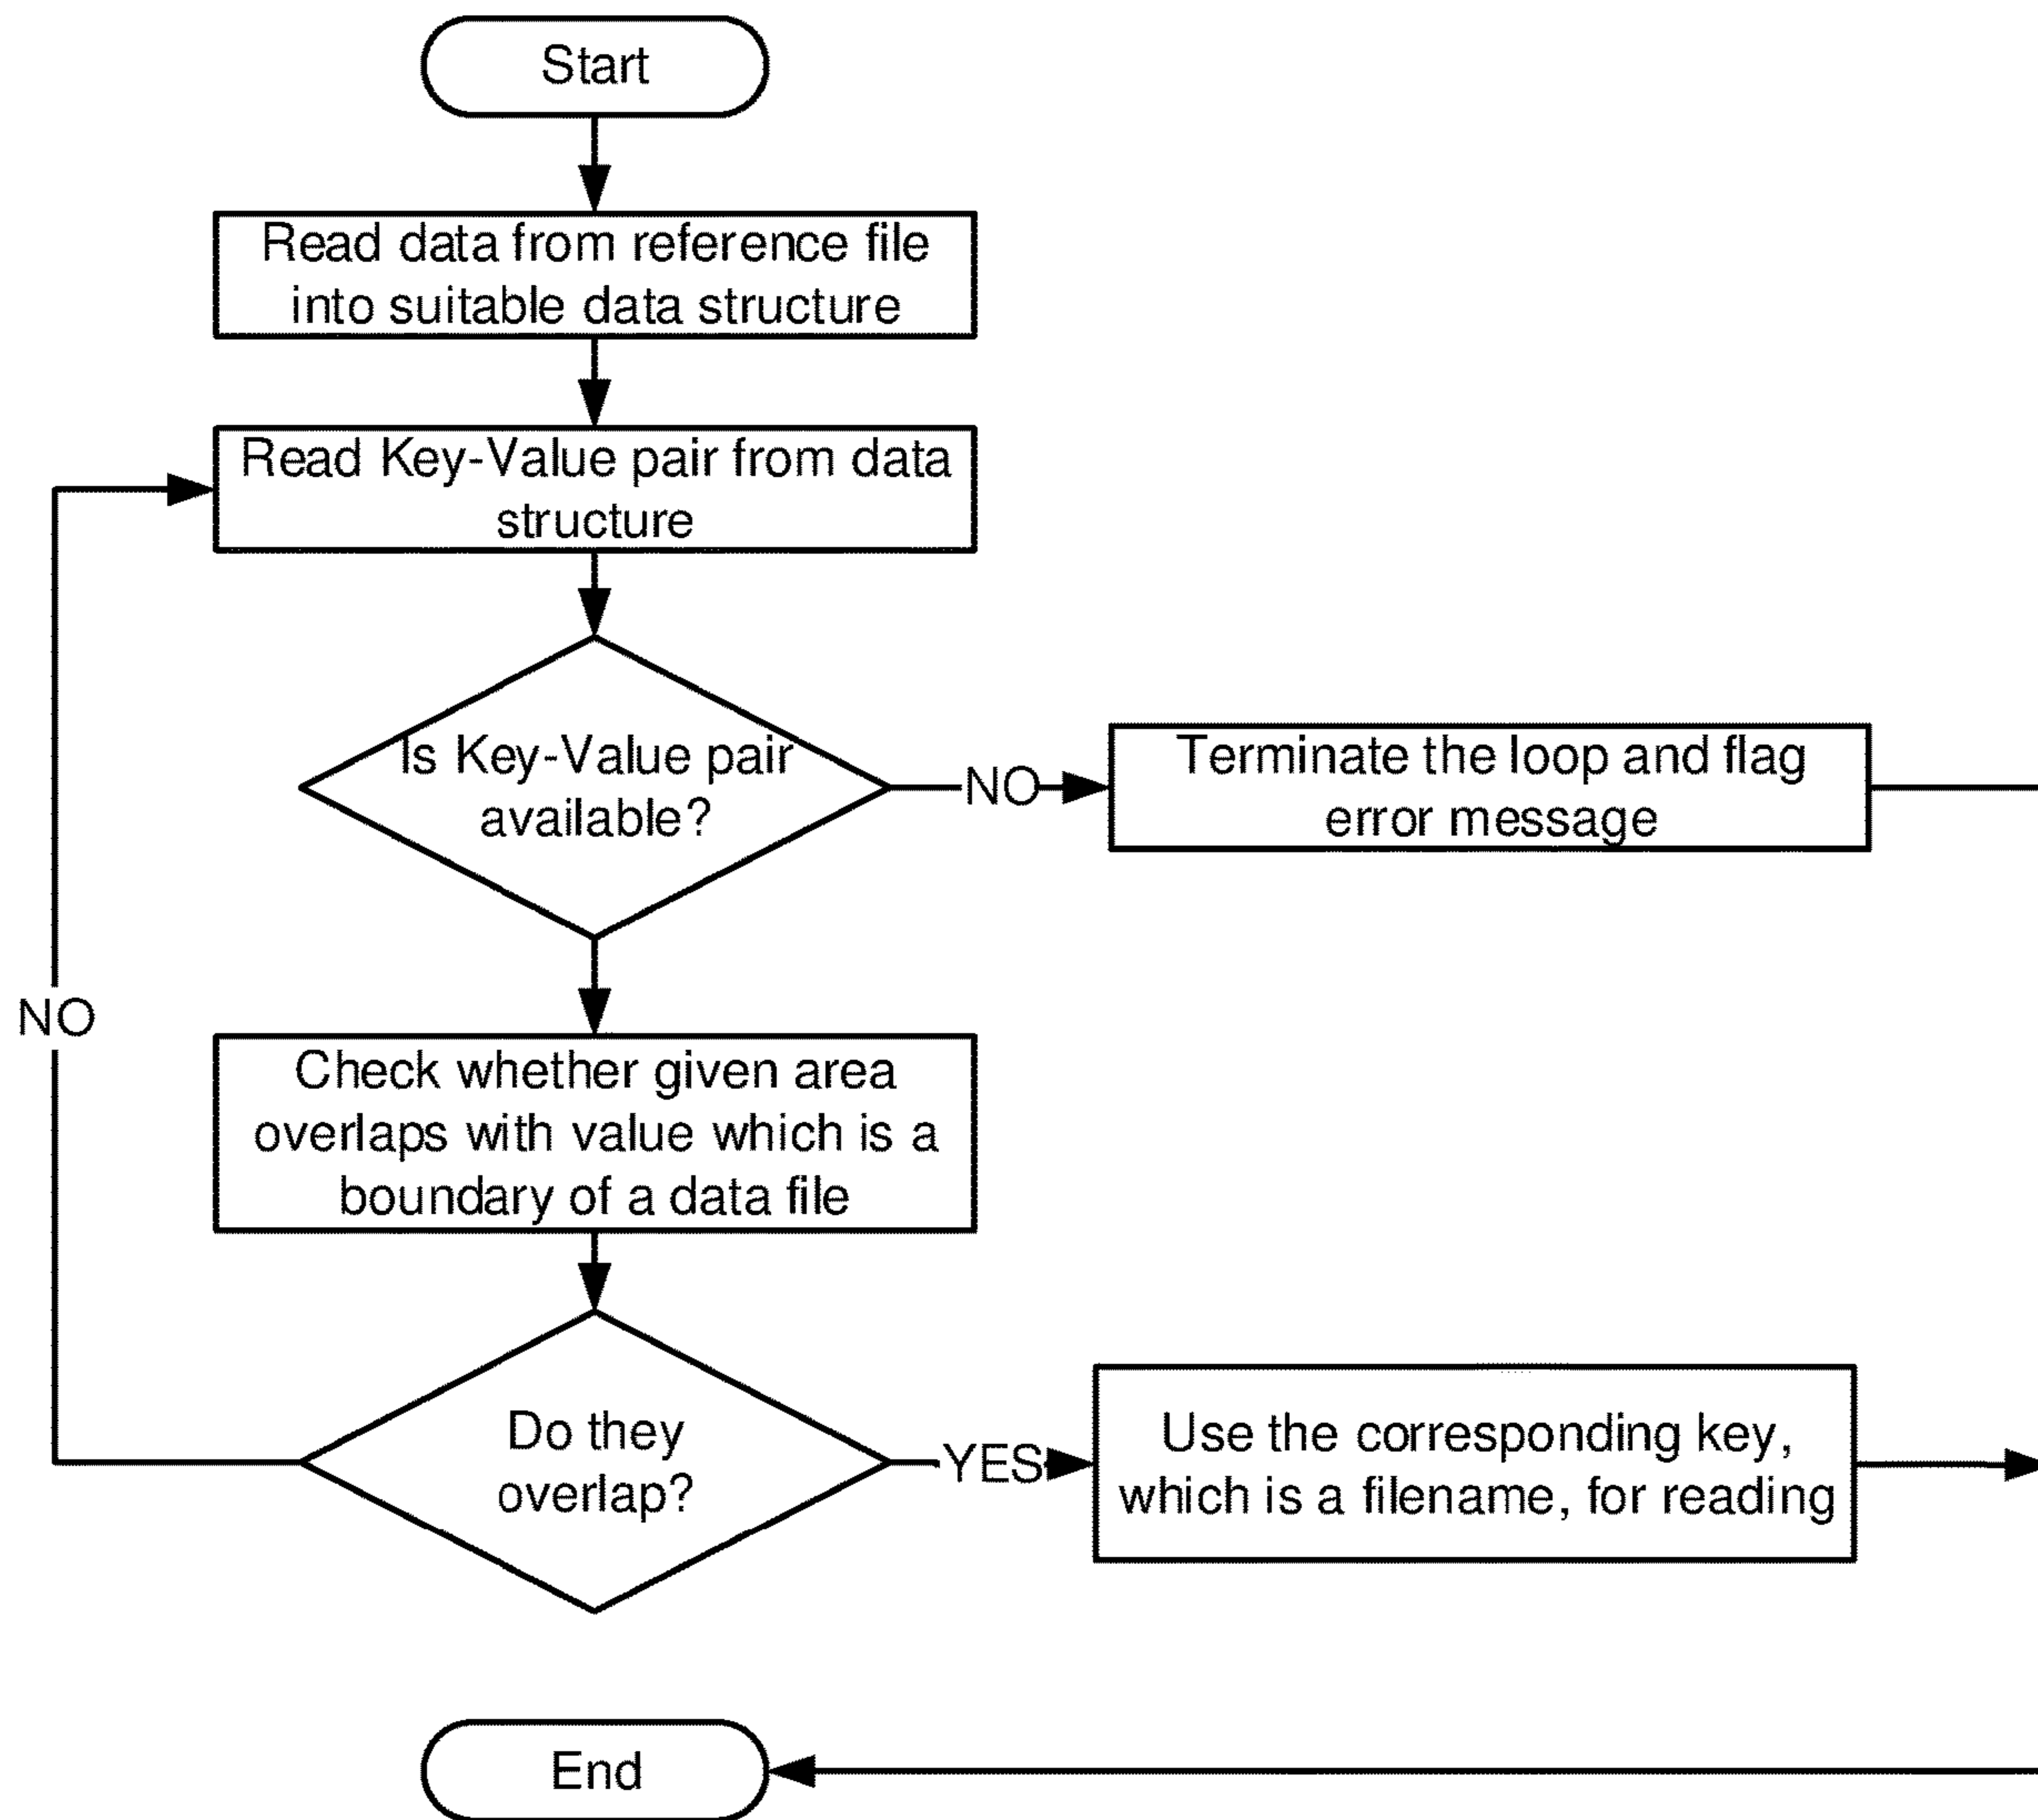 Start
Read data from reference file
into suitable data structure
Read Key-Value pair from data
structure
Is Key-Value pair
available?
NO
Terminate the loop and flag
error message
NO
Check whether given area
overlaps with value which is a
boundary of a data file
Do they
overlap?
YES
Use the corresponding key,
which is a filename, for reading
End